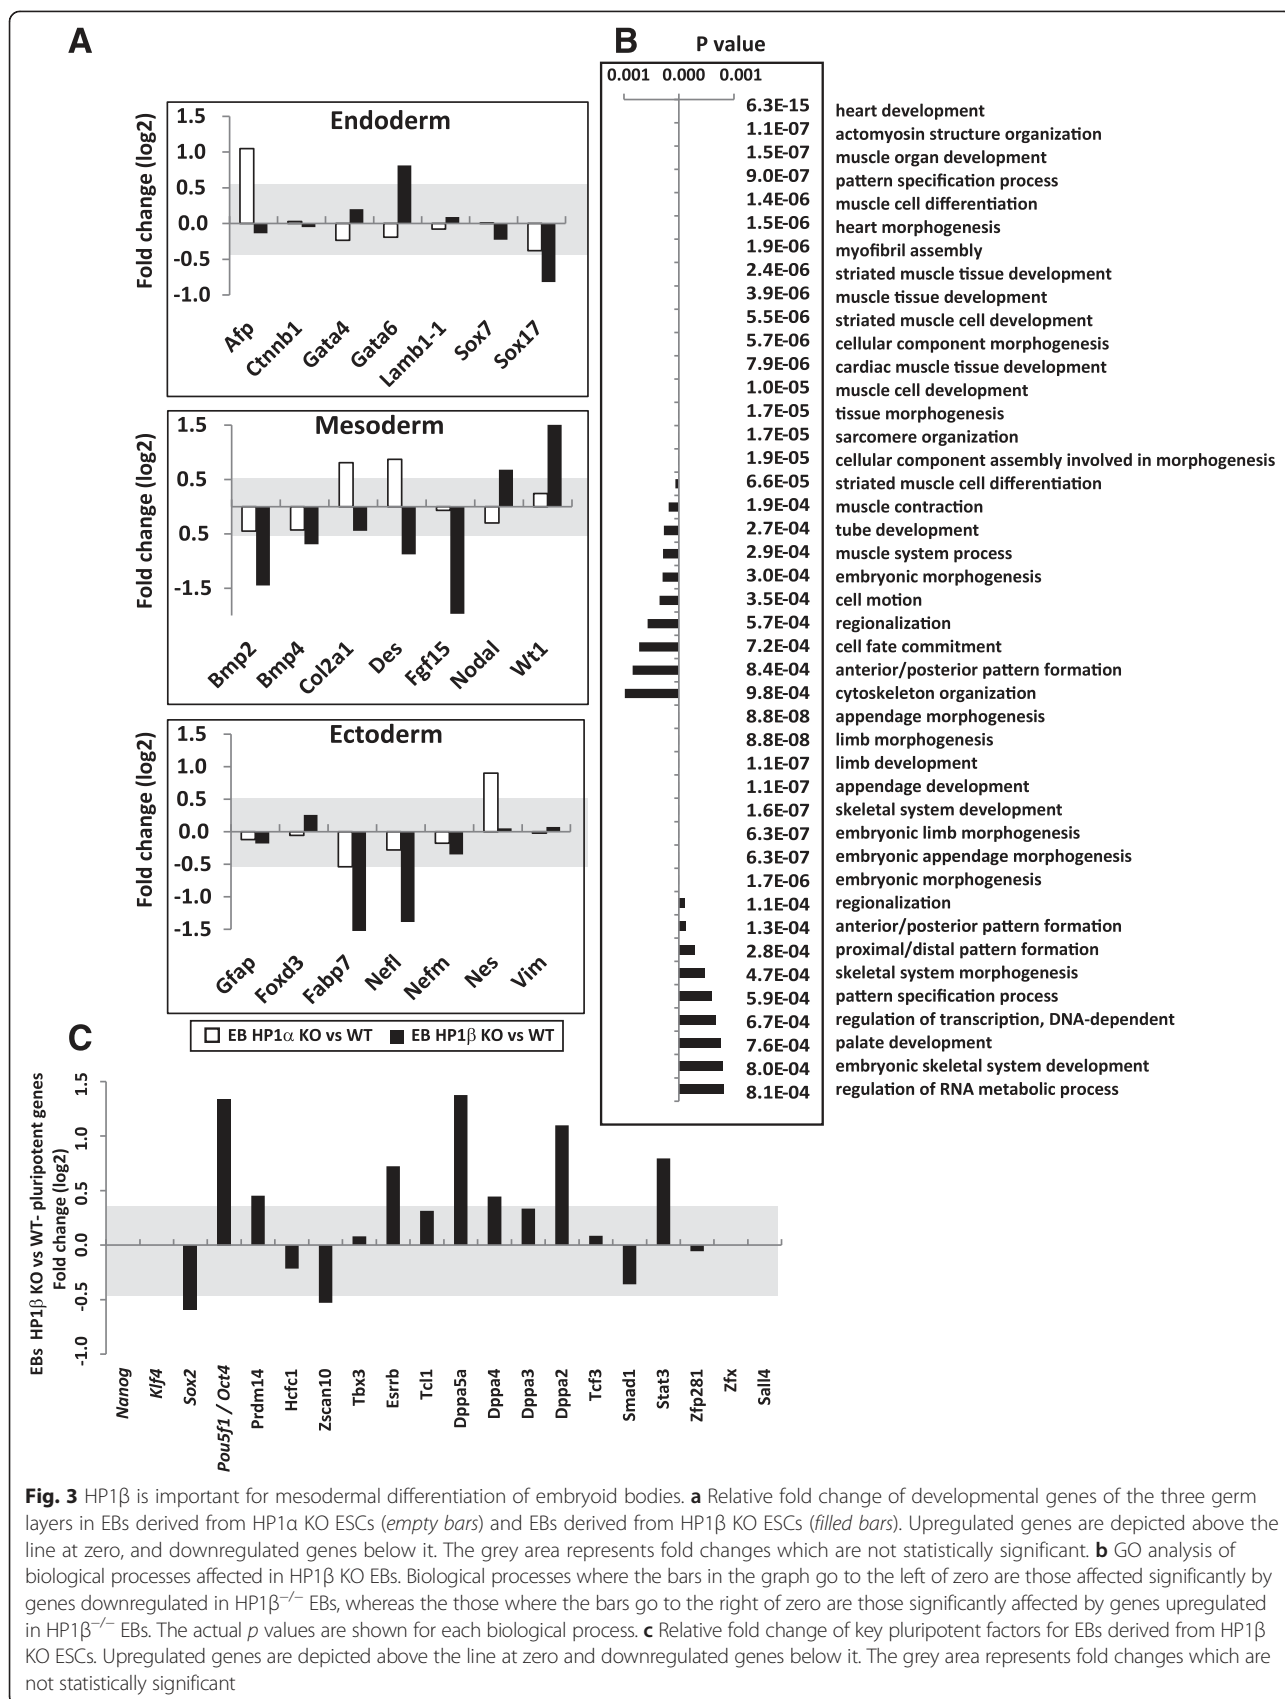 A
Endoderm
Fold change (log2)
1.5
1.0
0.5
0.0
-0.5
-1.0
Afp
Ctnnb1
Gata4
Gata6
Lamb1-1
Sox7
Sox17
Mesoderm
Fold change (log2)
1.5
0.5
0.5
-1.5
Bmp2
Bmp4
Col2a1
Des
Fgf15
Nodal
Wt1
Ectoderm
Fold change (log2)
1.5
1.0
0.5
0.0
-0.5
-1.0
-1.5
Gfap
Foxd3
Fabp7
Nefl
Nefm
Nes
Vim
EB HP1α KO vs WT EB HP1β KO vs WT
B
P value
0.001 0.000 0.001
6.3E-15 heart development
1.1E-07 actomyosin structure organization
1.5E-07 muscle organ development
9.0E-07 pattern specification process
1.4E-06 muscle cell differentiation
1.5E-06 heart morphogenesis
1.9E-06 myofibril assembly
2.4E-06 striated muscle tissue development
3.9E-06 muscle tissue development
5.5E-06 striated muscle cell development
5.7E-06 cellular component morphogenesis
7.9E-06 cardiac muscle tissue development
1.0E-05 muscle cell development
1.7E-05 tissue morphogenesis
1.7E-05 sarcomere organization
1.9E-05 cellular component assembly involved in morphogenesis
6.6E-05 striated muscle cell differentiation
1.9E-04 muscle contraction
2.7E-04 tube development
2.9E-04 muscle system process
3.0E-04 embryonic morphogenesis
3.5E-04 cell motion
5.7E-04 regionalization
7.2E-04 cell fate commitment
8.4E-04 anterior/posterior pattern formation
9.8E-04 cytoskeleton organization
8.8E-08 appendage morphogenesis
8.8E-08 limb morphogenesis
1.1E-07 limb development
1.1E-07 appendage development
1.6E-07 skeletal system development
6.3E-07 embryonic limb morphogenesis
6.3E-07 embryonic appendage morphogenesis
1.7E-06 embryonic morphogenesis
1.1E-04 regionalization
1.3E-04 anterior/posterior pattern formation
2.8E-04 proximal/distal pattern formation
4.7E-04 skeletal system morphogenesis
5.9E-04 pattern specification process
6.7E-04 regulation of transcription, DNA-dependent
7.6E-04 palate development
8.0E-04 embryonic skeletal system development
8.1E-04 regulation of RNA metabolic process
C
EBs HP1β KO vs WT- pluripotent genes
Fold change (log2)
1.5
1.0
0.5
0.0
-0.5
-1.0
Nanog
Klf4
Sox2
Pou5f1 / Oct4
Prdm14
Hcfc1
Zscan10
Tbx3
Esrrb
Tcl1
Dppa5a
Dppa4
Dppa3
Dppa2
Tcf3
Smad1
Stat3
Zfp281
Zfx
Sall4
Fig. 3 HP1β is important for mesodermal differentiation of embryoid bodies. a Relative fold change of developmental genes of the three germ
layers in EBs derived from HP1α KO ESCs (empty bars) and EBs derived from HP1β KO ESCs (filled bars). Upregulated genes are depicted above the
line at zero, and downregulated genes below it. The grey area represents fold changes which are not statistically significant. b GO analysis of
biological processes affected in HP1β KO EBs. Biological processes where the bars in the graph go to the left of zero are those affected significantly by
genes downregulated in HP1β−/− EBs, whereas the those where the bars go to the right of zero are those significantly affected by genes upregulated
in HP1β−/− EBs. The actual p values are shown for each biological process. c Relative fold change of key pluripotent factors for EBs derived from HP1β
KO ESCs. Upregulated genes are depicted above the line at zero and downregulated genes below it. The grey area represents fold changes which are
not statistically significant